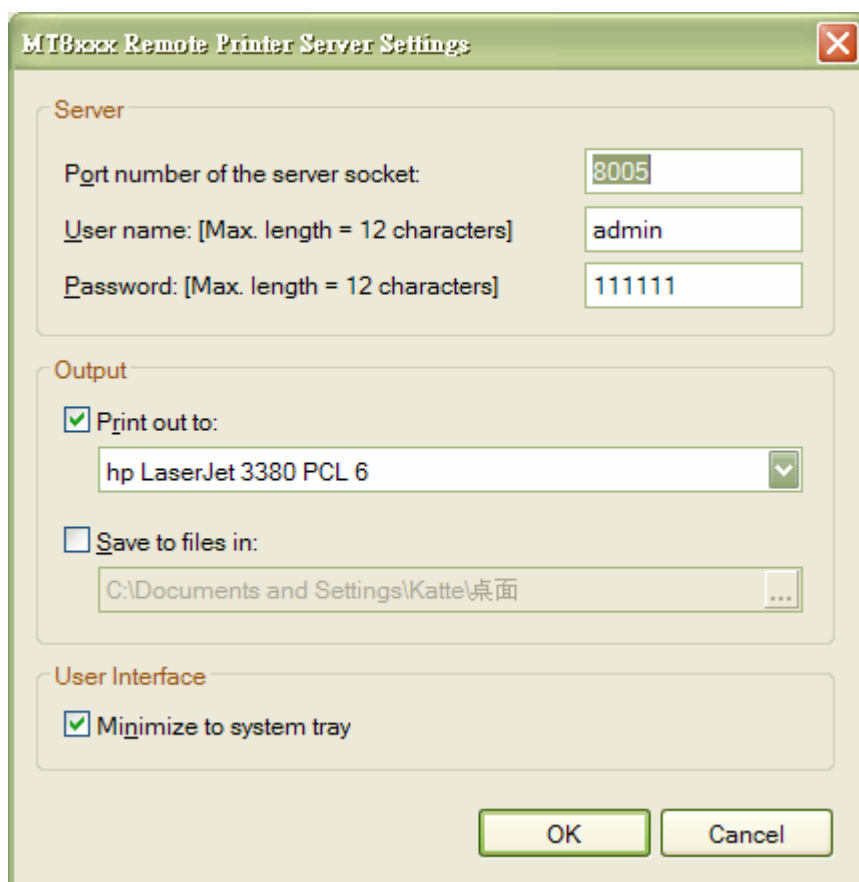 MT8xxx Remote Printer Server Settings
Server
Port number of the server socket: 8005
User name: [Max. length = 12 characters] admin
Password: [Max. length = 12 characters] 111111
Output
Print out to:
hp LaserJet 3380 PCL 6
Save to files in:
C:\Documents and Settings\Katte\桌面 ...
User Interface
Minimize to system tray
OK Cancel